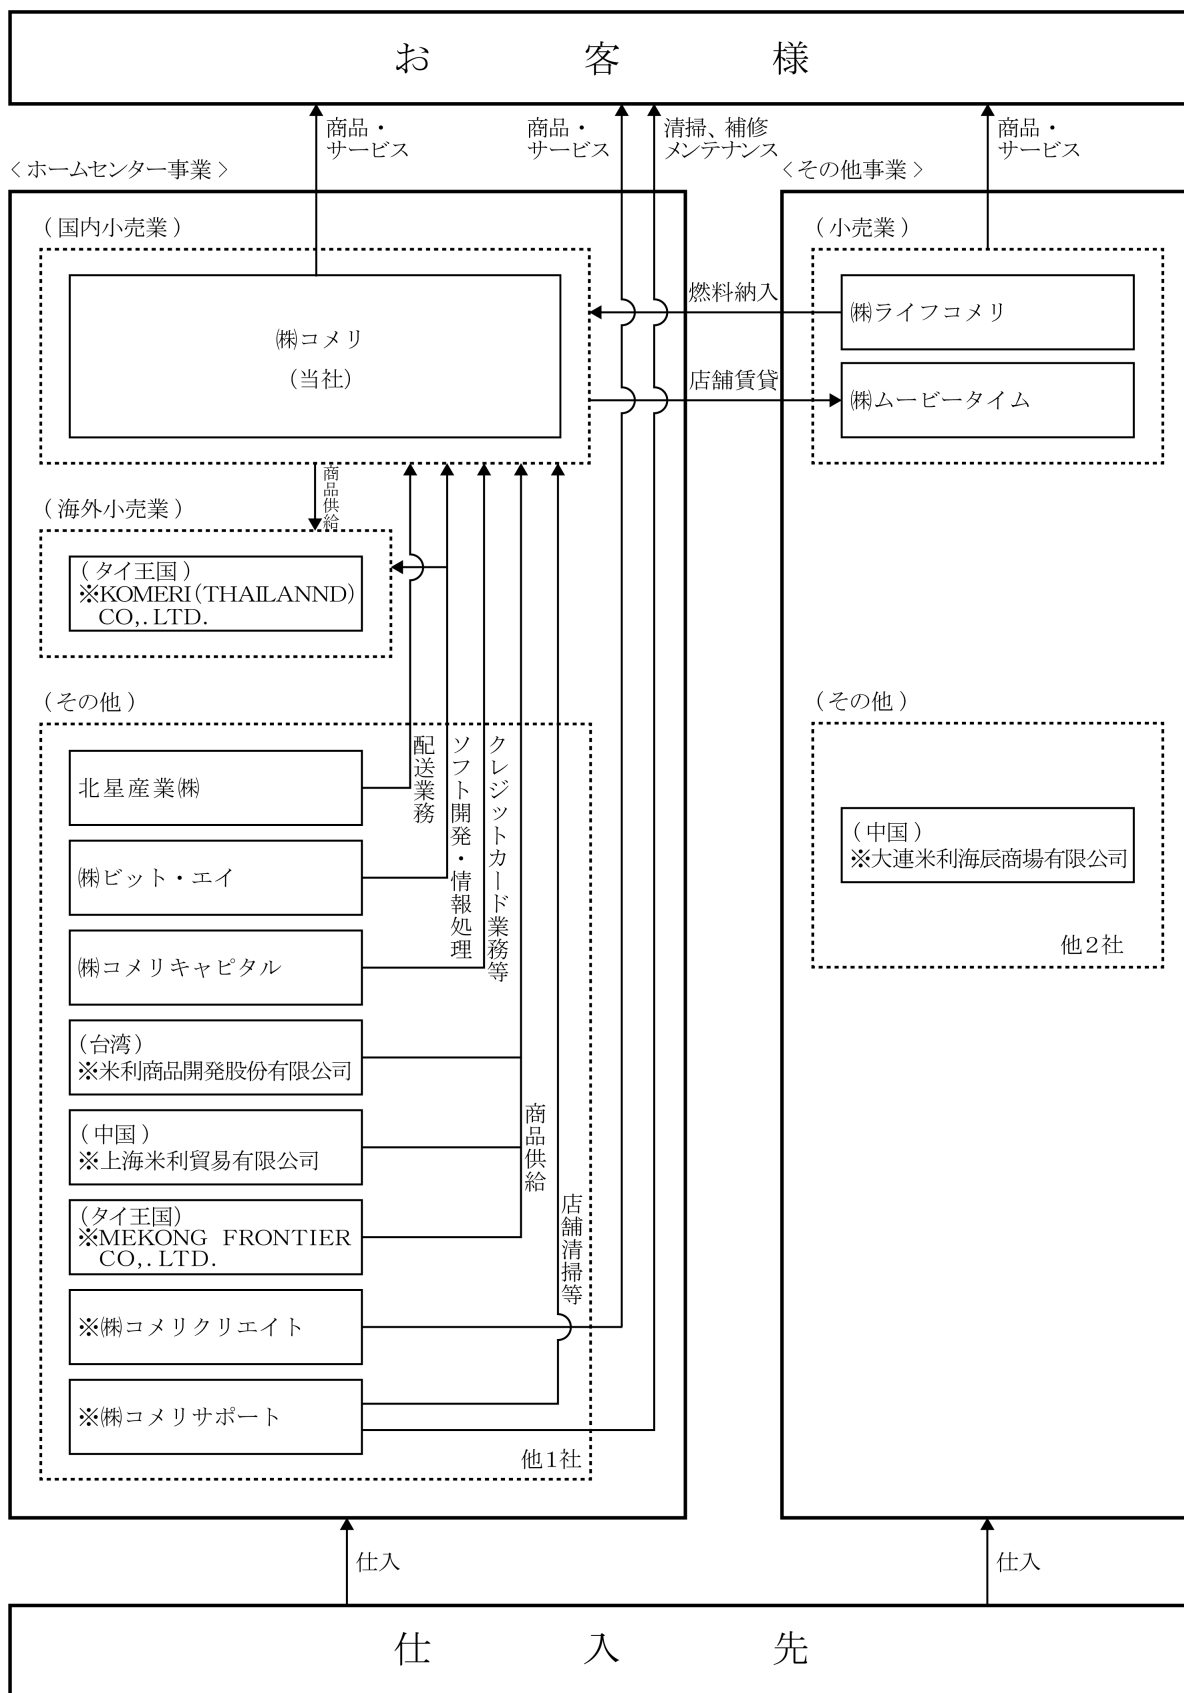 お客様
商品・
サービス
商品・
サービス
清掃、補修
メンテナンス
商品・
サービス
＜ホームセンター事業＞
＜その他事業＞
（国内小売業）
（小売業）
㈱コメリ
（当社）
燃料納入
㈱ライフコメリ
店舗賃貸
㈱ムービータイム
商品供給
（海外小売業）
（タイ王国）
※KOMERI（THAILANND）
CO,. LTD.
（その他）
（その他）
北星産業㈱
配送業務
ソフト開発・情報処理
クレジットカード業務等
㈱ビット・エイ
㈱コメリキャピタル
（中国）
※大連米利海辰商場有限公司
他2社
（台湾）
※米利商品開発股份有限公司
（中国）
※上海米利貿易有限公司
商品供給
（タイ王国）
※MEKONG FRONTIER
CO,. LTD.
店舗清掃等
※㈱コメリクリエイト
※㈱コメリサポート
他1社
仕入
仕入
仕入先